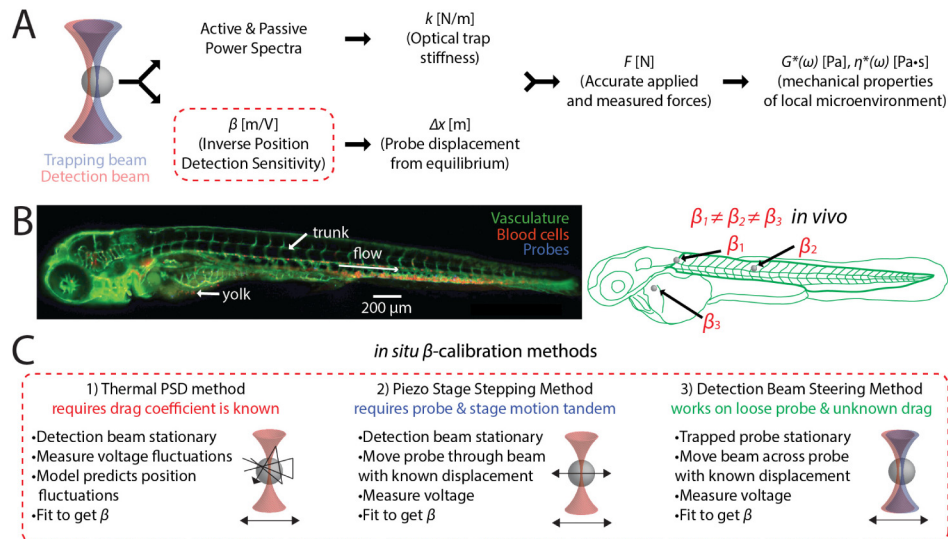 A
Active & Passive
Power Spectra
k [N/m]
(Optical trap
stiffness)
F [N]
(Accurate applied
and measured forces)
G*(ω) [Pa], η*(ω) [Pa•s]
(mechanical properties
of local microenvironment)
β [m/V]
(Inverse Position
Detection Sensitivity)
Δx [m]
(Probe displacement
from equilibrium)
Trapping beam
Detection beam
B
Vasculature
Blood cells
Probes
trunk
flow
yolk
200 μm
β1 ≠ β2 ≠ β3 in vivo
β1
β2
β3
C
in situ β-calibration methods
1) Thermal PSD method
requires drag coefficient is known
•Detection beam stationary
•Measure voltage fluctuations
•Model predicts position
fluctuations
•Fit to get β
2) Piezo Stage Stepping Method
requires probe & stage motion tandem
•Detection beam stationary
•Move probe through beam
with known displacement
•Measure voltage
•Fit to get β
3) Detection Beam Steering Method
works on loose probe & unknown drag
•Trapped probe stationary
•Move beam across probe
with known displacement
•Measure voltage
•Fit to get β